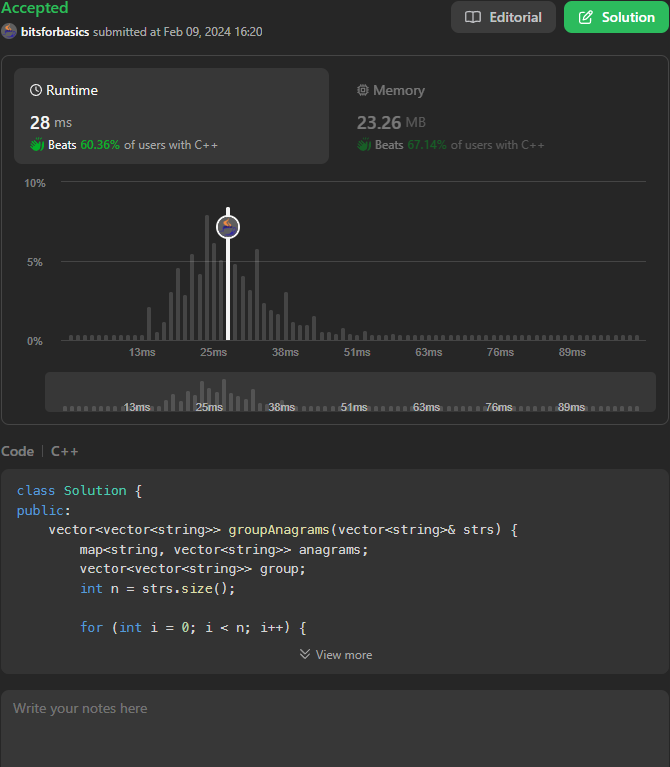 Accepted
Editorial
Solution
bitsforbasics submitted at Feb 09, 2024 16:20
Runtime
28 ms
Beats 60.36% of users with C++
Memory
23.26 MB
Beats 67.14% of users with C++
10%
5%
0%
13ms 25ms 38ms 51ms 63ms 76ms 89ms
13ms 25ms 38ms 51ms 63ms 76ms 89ms
Code | C++
class Solution {
public:
    vector<vector<string>> groupAnagrams(vector<string>& strs) {
        map<string, vector<string>> anagrams;
        vector<vector<string>> group;
        int n = strs.size();
        for (int i = 0; i < n; i++) {
View more
Write your notes here